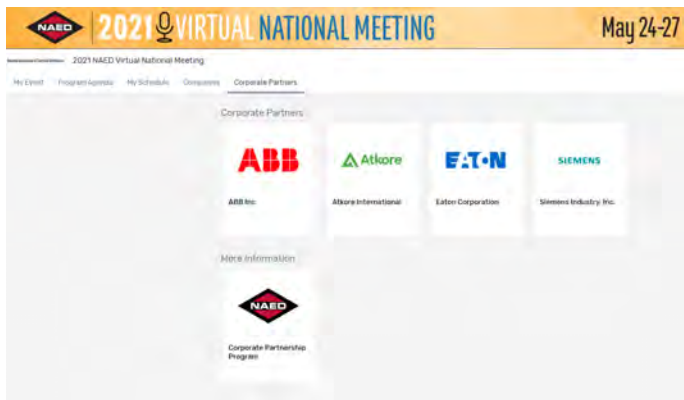 NAED 2021 VIRTUAL NATIONAL MEETING May 24-27
2021 NAED Virtual National Meeting
My Event Program Agenda My Schedule Companies Corporate Partners
Corporate Partners
ABB Atkore EATON SIEMENS
ABB Inc. Atkore International Eaton Corporation Siemens Industry, Inc.
More Information
NAED
Corporate Partnership
Program